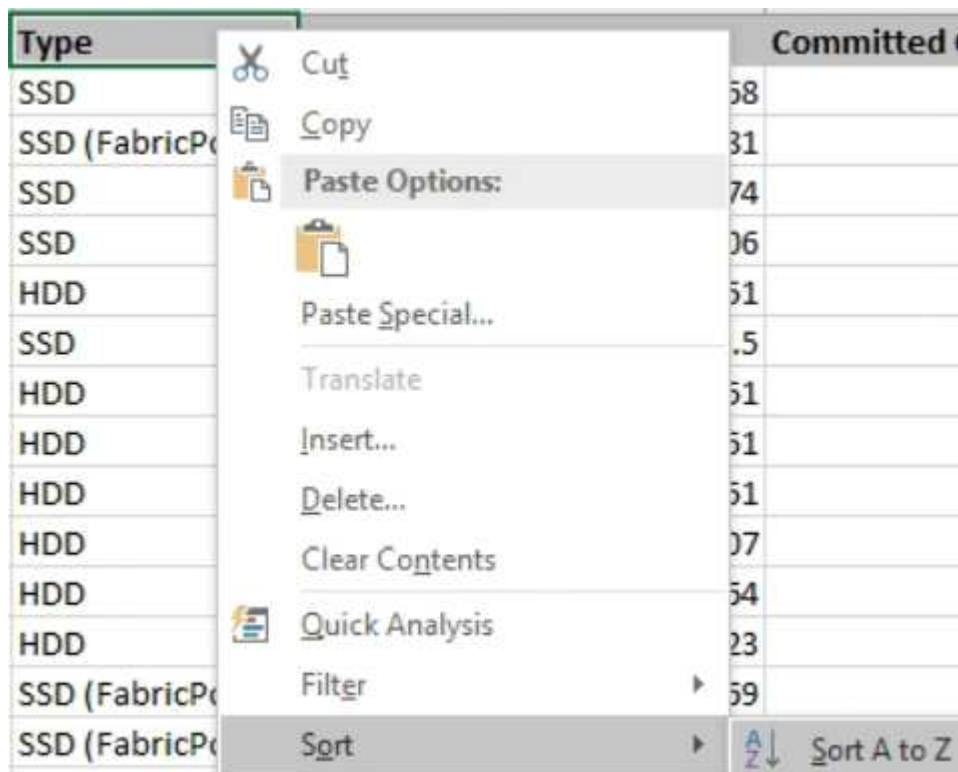 Type Committed
SSD 58
SSD (FabricPo 31
SSD 74
SSD 06
HDD 51
SSD .5
HDD 51
HDD 51
HDD 51
HDD 07
HDD 54
HDD 23
SSD (FabricPo 59
SSD (FabricPo
Cut
Copy
Paste Options:
Paste Special...
Translate
Insert...
Delete...
Clear Contents
Quick Analysis
Filter
Sort
Sort A to Z